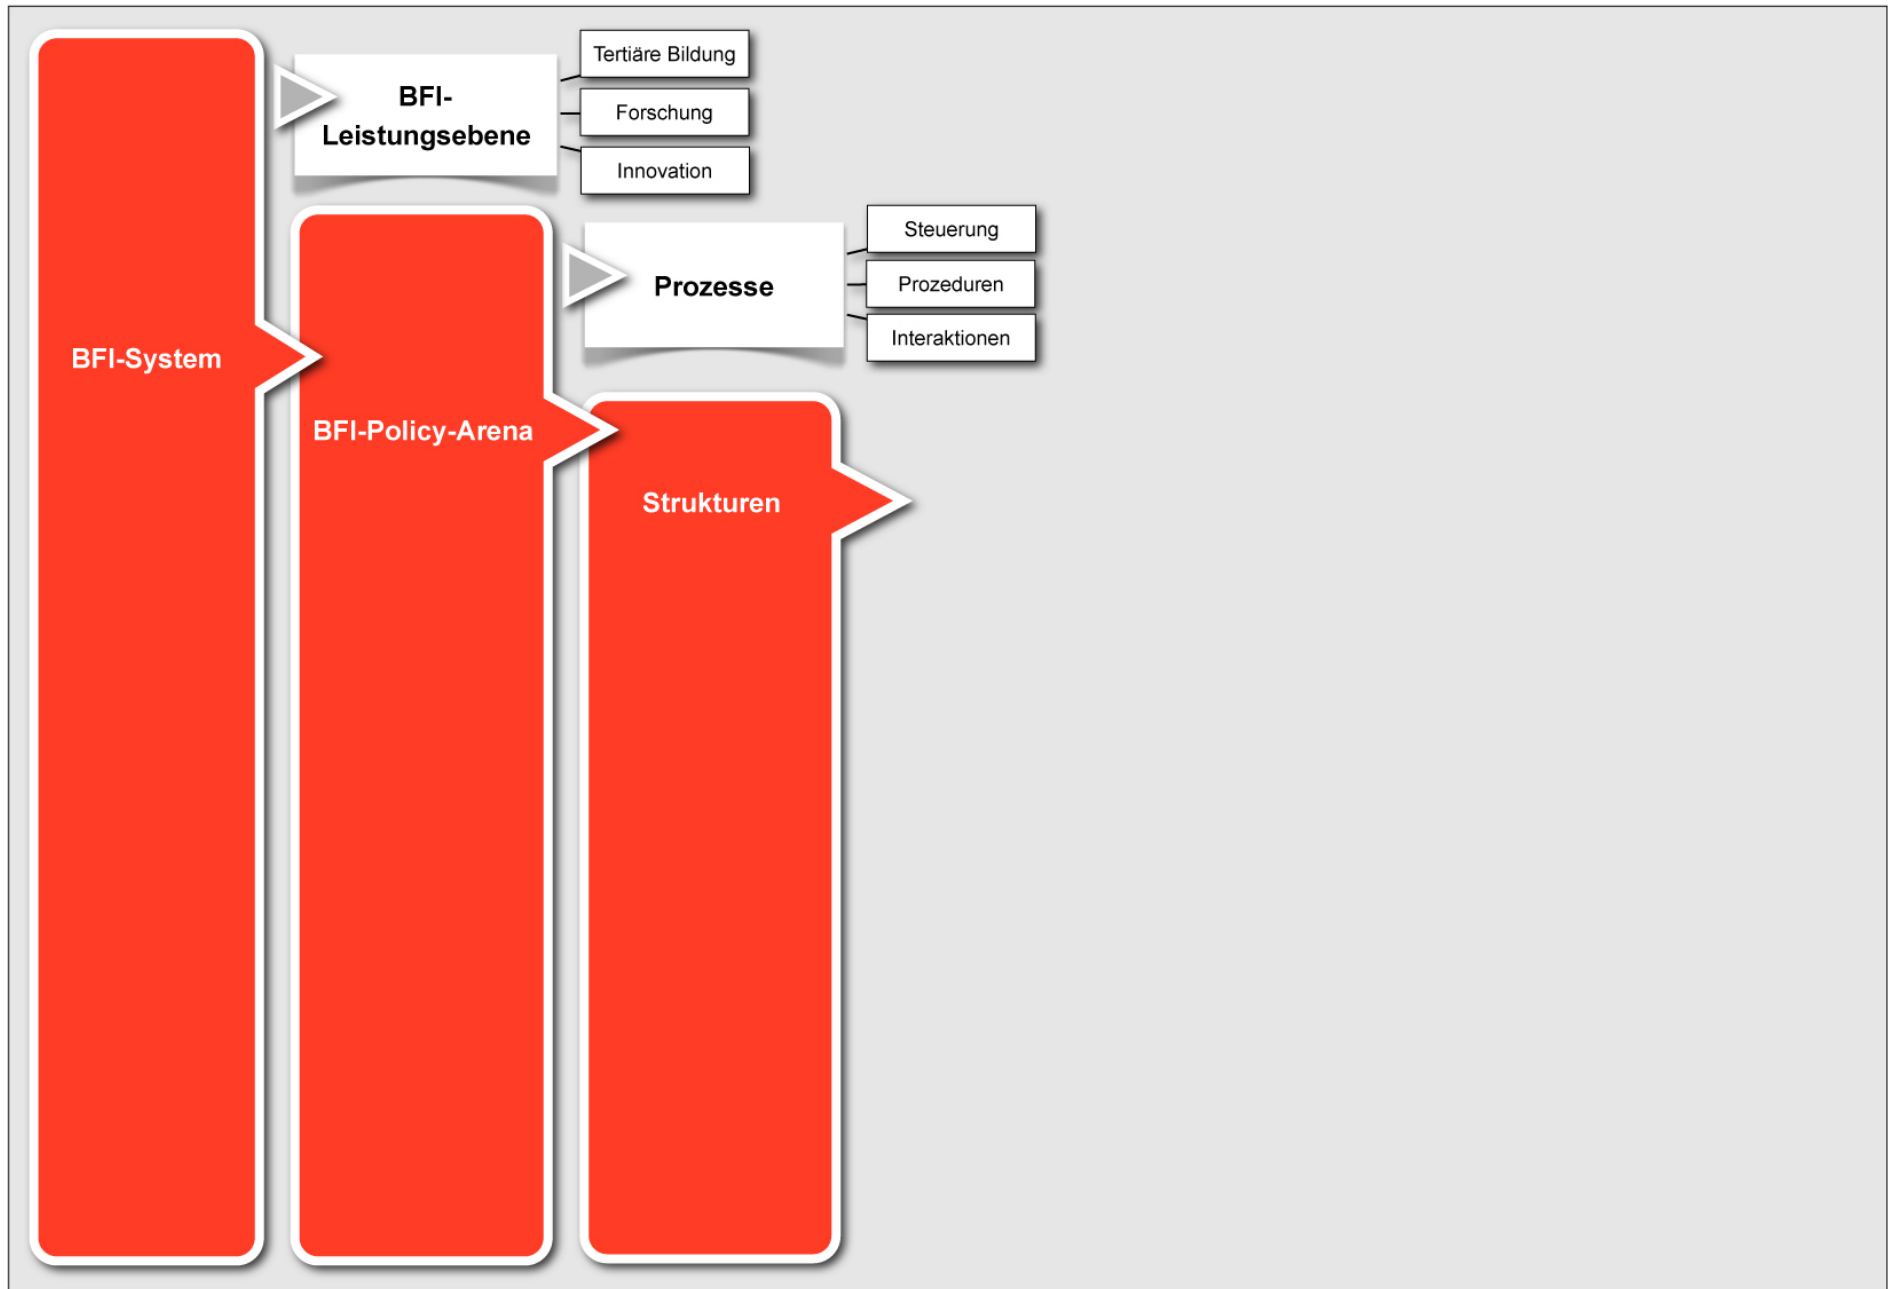 Tertiäre Bildung
BFI-
Leistungsebene
Forschung
Innovation
Steuerung
Prozesse
Prozeduren
Interaktionen
BFI-System
BFI-Policy-Arena
Strukturen